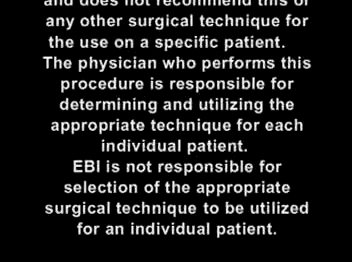 and does not recommend this or
any other surgical technique for
the use on a specific patient.
The physician who performs this
procedure is responsible for
determining and utilizing the
appropriate technique for each
individual patient.
EBI is not responsible for
selection of the appropriate
surgical technique to be utilized
for an individual patient.